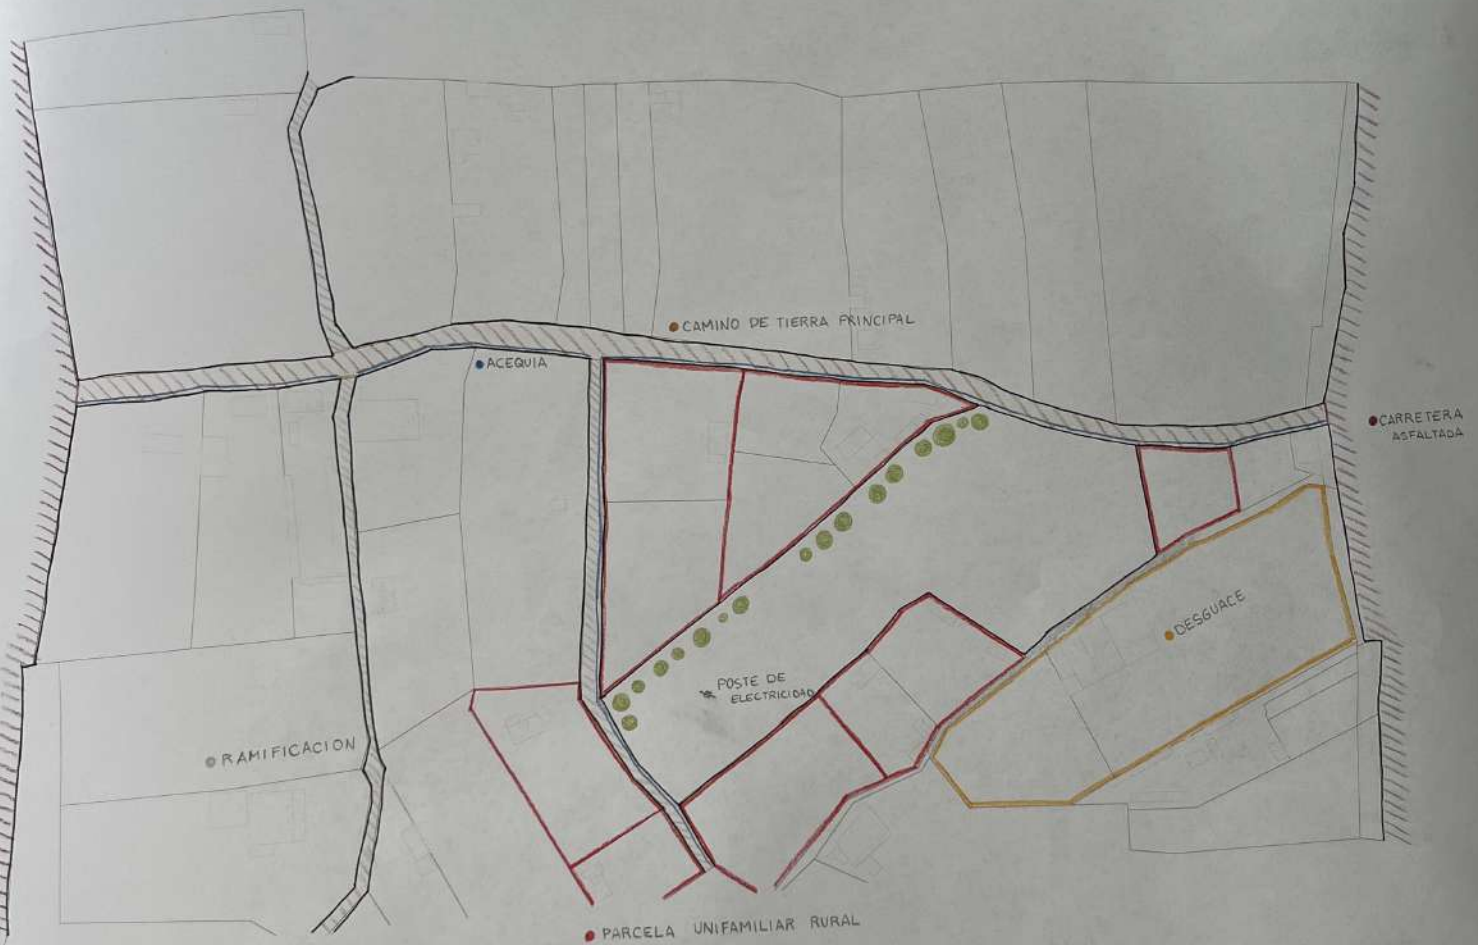 CAMINO DE TIERRA PRINCIPAL
ACEQUIA
CARRETERA
ASFALTADA
DESGUACE
POSTE DE
ELECTRICIDAD
RAMIFICACION
PARCELA UNIFAMILIAR RURAL